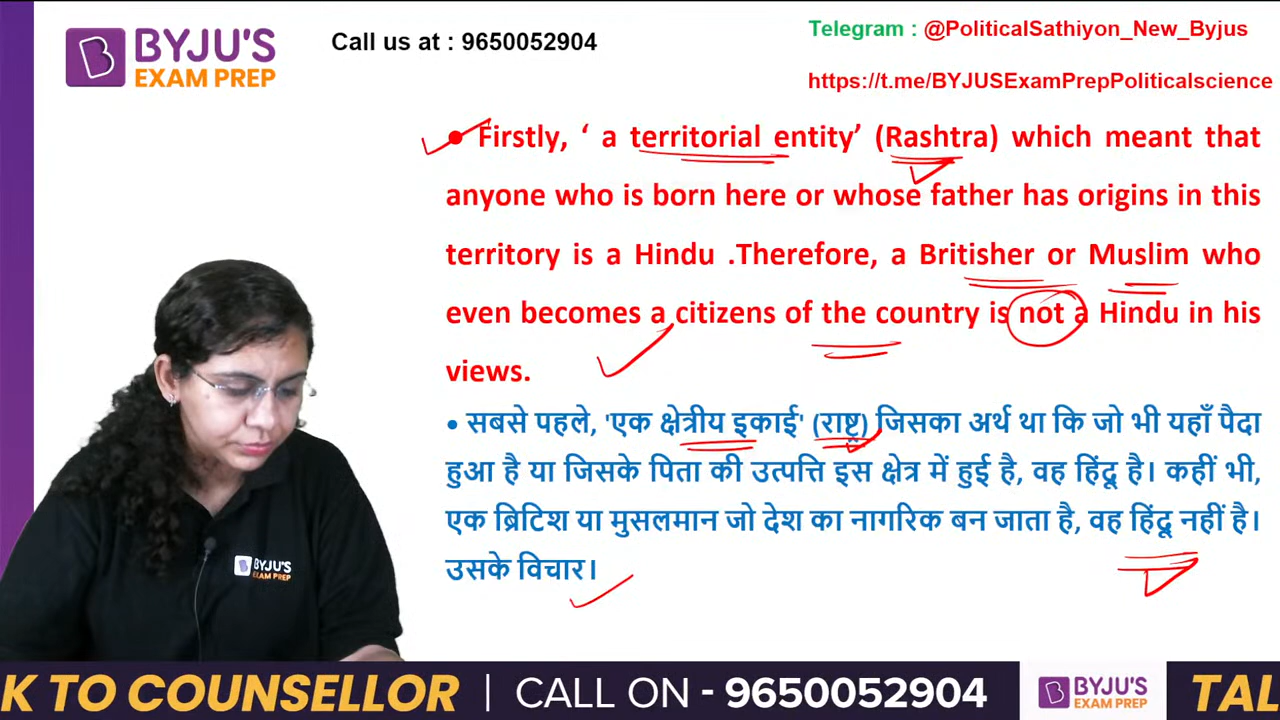 BYJU'S
EXAM PREP
Call us at : 9650052904
Telegram : @PoliticalSathiyon_New_Byjus
https://t.me/BYJUSExamPrepPoliticalscience
• Firstly, ‘ a territorial entity’ (Rashtra) which meant that
anyone who is born here or whose father has origins in this
territory is a Hindu .Therefore, a Britisher or Muslim who
even becomes a citizens of the country is not a Hindu in his
views.
• सबसे पहले, 'एक क्षेत्रीय इकाई' (राष्ट्र) जिसका अर्थ था कि जो भी यहाँ पैदा
हुआ है या जिसके पिता की उत्पत्ति इस क्षेत्र में हुई है, वह हिंदू है। कहीं भी,
एक ब्रिटिश या मुसलमान जो देश का नागरिक बन जाता है, वह हिंदू नहीं है।
उसके विचार।
BYJU'S
EXAM PREP
K TO COUNSELLOR | CALL ON - 9650052904
BYJU'S
EXAM PREP
TAL